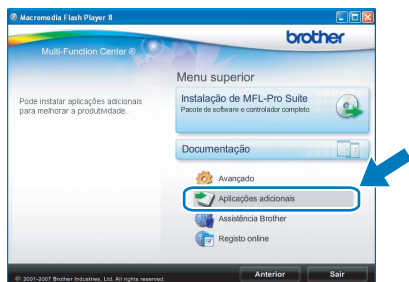 Macromedia Flash Player 8
brother
Multi-Function Center ®
Menu superior
Pode instalar aplicações adicionais
para melhorar a produtividade.
Instalação de MFL-Pro Suite
Pacote de software e controlador completo
Documentação
Avançado
Aplicações adicionais
Assistência Brother
Registo online
© 2001-2007 Brother Industries, Ltd. All rights reserved.
Anterior
Sair